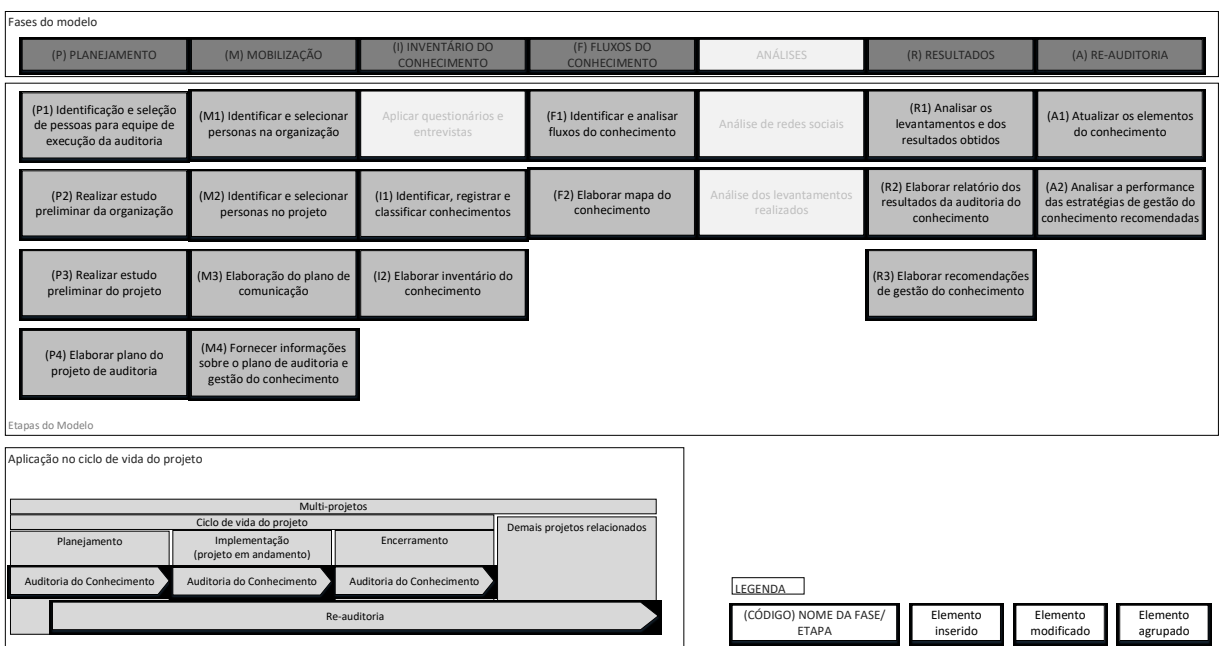 Fases do modelo
(P) PLANEJAMENTO
(M) MOBILIZAÇÃO
(I) INVENTÁRIO DO
CONHECIMENTO
(F) FLUXOS DO
CONHECIMENTO
ANÁLISES
(R) RESULTADOS
(A) RE-AUDITORIA
(P1) Identificação e seleção
de pessoas para equipe de
execução da auditoria
(M1) Identificar e selecionar
personas na organização
Aplicar questionários e
entrevistas
(F1) Identificar e analisar
fluxos do conhecimento
Análise de redes sociais
(R1) Analisar os
levantamentos e dos
resultados obtidos
(A1) Atualizar os elementos
do conhecimento
(P2) Realizar estudo
preliminar da organização
(M2) Identificar e selecionar
personas no projeto
(I1) Identificar, registrar e
classificar conhecimentos
(F2) Elaborar mapa do
conhecimento
Análise dos levantamentos
realizados
(R2) Elaborar relatório dos
resultados da auditoria do
conhecimento
(A2) Analisar a performance
das estratégias de gestão do
conhecimento recomendadas
(P3) Realizar estudo
preliminar do projeto
(M3) Elaboração do plano de
comunicação
(I2) Elaborar inventário do
conhecimento
(R3) Elaborar recomendações
de gestão do conhecimento
(P4) Elaborar plano do
projeto de auditoria
(M4) Fornecer informações
sobre o plano de auditoria e
gestão do conhecimento
Etapas do Modelo
Aplicação no ciclo de vida do projeto
Multi-projetos
Ciclo de vida do projeto
Demais projetos relacionados
Planejamento
Implementação
(projeto em andamento)
Encerramento
Auditoria do Conhecimento
Auditoria do Conhecimento
Auditoria do Conhecimento
Re-auditoria
LEGENDA
(CÓDIGO) NOME DA FASE/
ETAPA
Elemento
inserido
Elemento
modificado
Elemento
agrupado